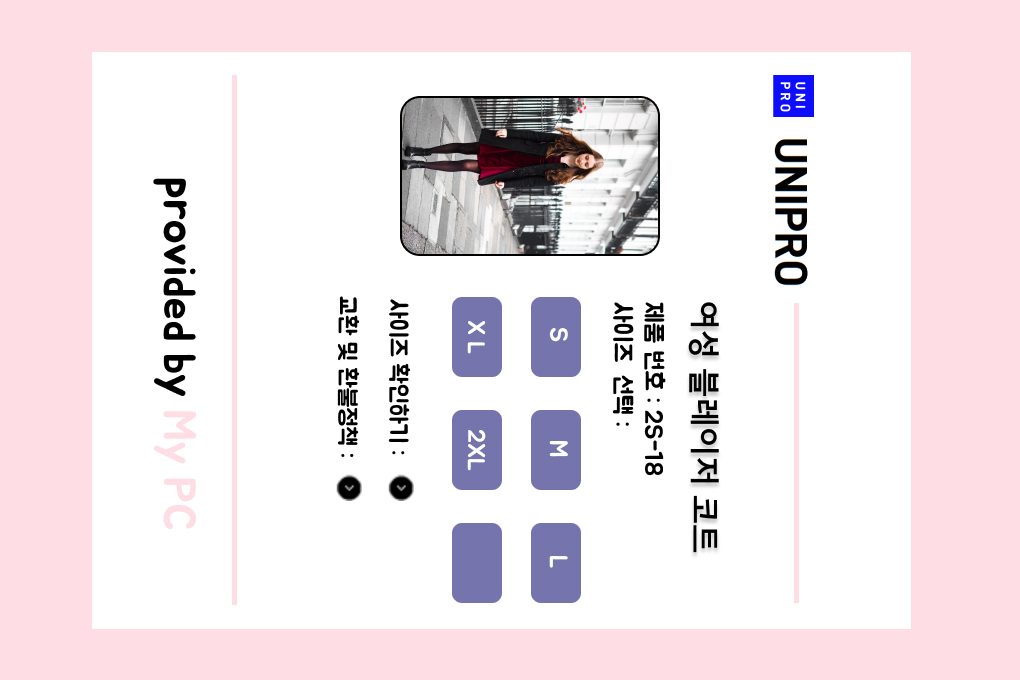 UNI
PRO
UNIPRO
여성 블레이저 코트
제품 번호 : 2S-18
사이즈 선택 :
S M L
XL 2XL
사이즈 확인하기 :
교환 및 환불정책 :
provided by My PC